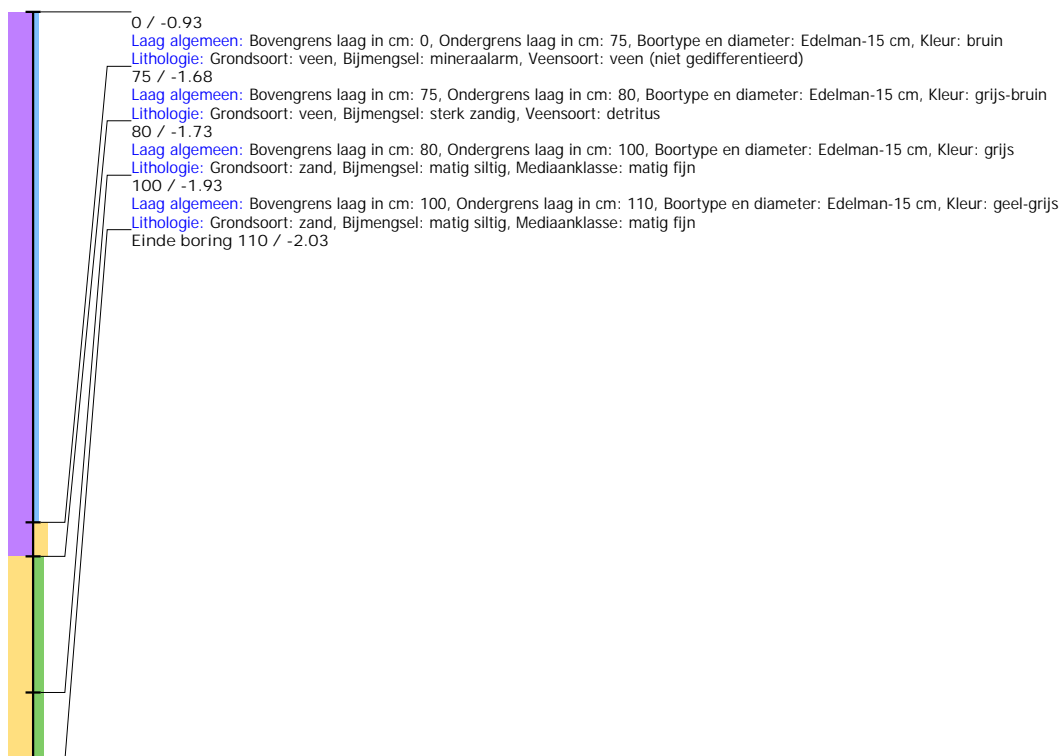 0 / -0.93
Laag algemeen: Bovengrens laag in cm: 0, Ondergrens laag in cm: 75, Boortype en diameter: Edelman-15 cm, Kleur: bruin
Lithologie: Grondsoort: veen, Bijmengsel: mineraalarm, Veensoort: veen (niet gedifferentieerd)
75 / -1.68
Laag algemeen: Bovengrens laag in cm: 75, Ondergrens laag in cm: 80, Boortype en diameter: Edelman-15 cm, Kleur: grijs-bruin
Lithologie: Grondsoort: veen, Bijmengsel: sterk zandig, Veensoort: detritus
80 / -1.73
Laag algemeen: Bovengrens laag in cm: 80, Ondergrens laag in cm: 100, Boortype en diameter: Edelman-15 cm, Kleur: grijs
Lithologie: Grondsoort: zand, Bijmengsel: matig siltig, Mediaanklasse: matig fijn
100 / -1.93
Laag algemeen: Bovengrens laag in cm: 100, Ondergrens laag in cm: 110, Boortype en diameter: Edelman-15 cm, Kleur: geel-grijs
Lithologie: Grondsoort: zand, Bijmengsel: matig siltig, Mediaanklasse: matig fijn
Einde boring 110 / -2.03